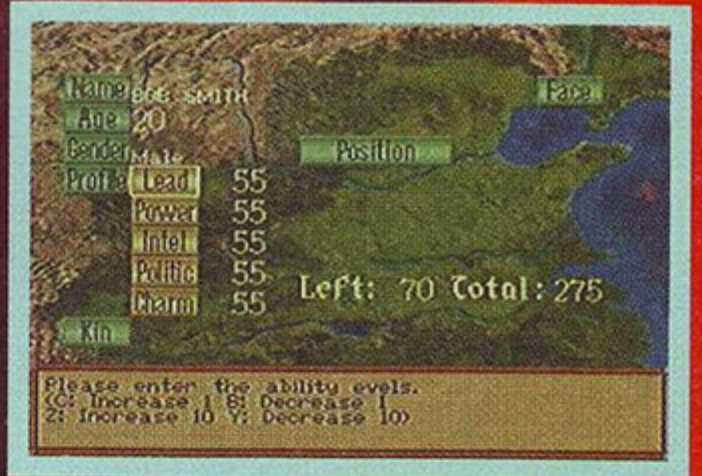 Name BOB SMITH
Age 20
Face
Gender Male
Position
Profile Lead 55
Power 55
Intel 55
Politic 55
Left: 70 Total: 275
Charm 55
Kin
Please enter the ability evels.
(C: Increase 1 B: Decrease 1
Z: Increase 10 Y: Decrease 10)